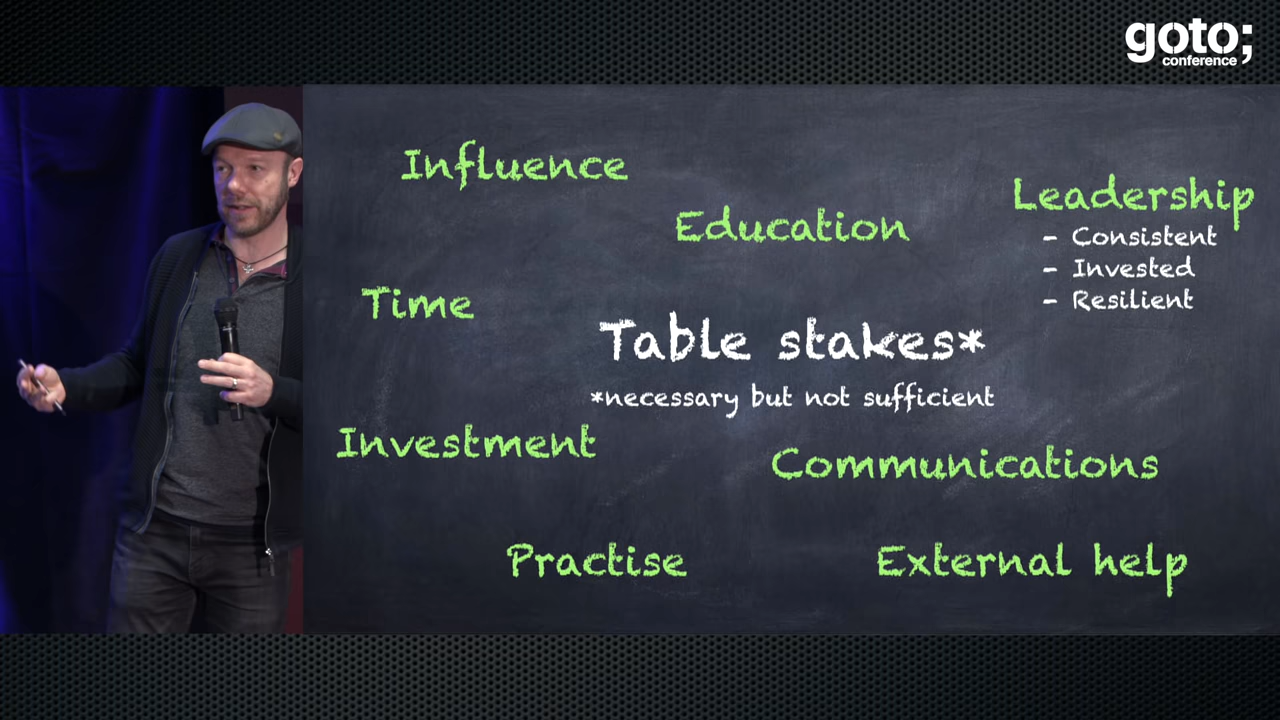 goto;
conference
Influence
Education
Leadership
- Consistent
- Invested
- Resilient
Time
Table stakes*
*necessary but not sufficient
Investment
Communications
Practise
External help